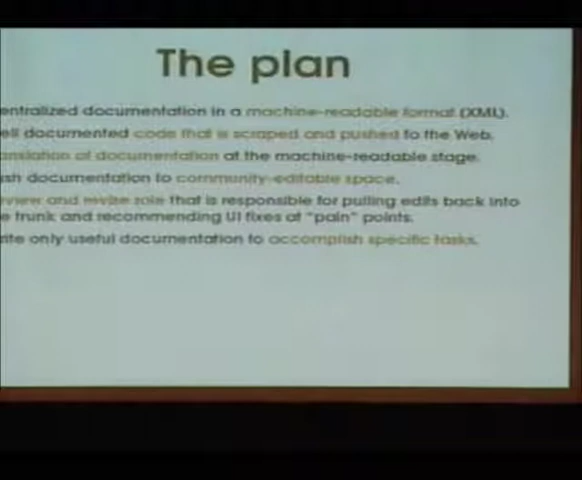 The plan
entralized documentation in a machine-readable format (XML).
ell documented code that is scraped and pushed to the Web.
anslation of documentation at the machine-readable stage.
sh documentation to community-editable space.
view and revise role that is responsible for pulling edits back into
e trunk and recommending UI fixes at "pain" points.
ite only useful documentation to accomplish specific tasks.